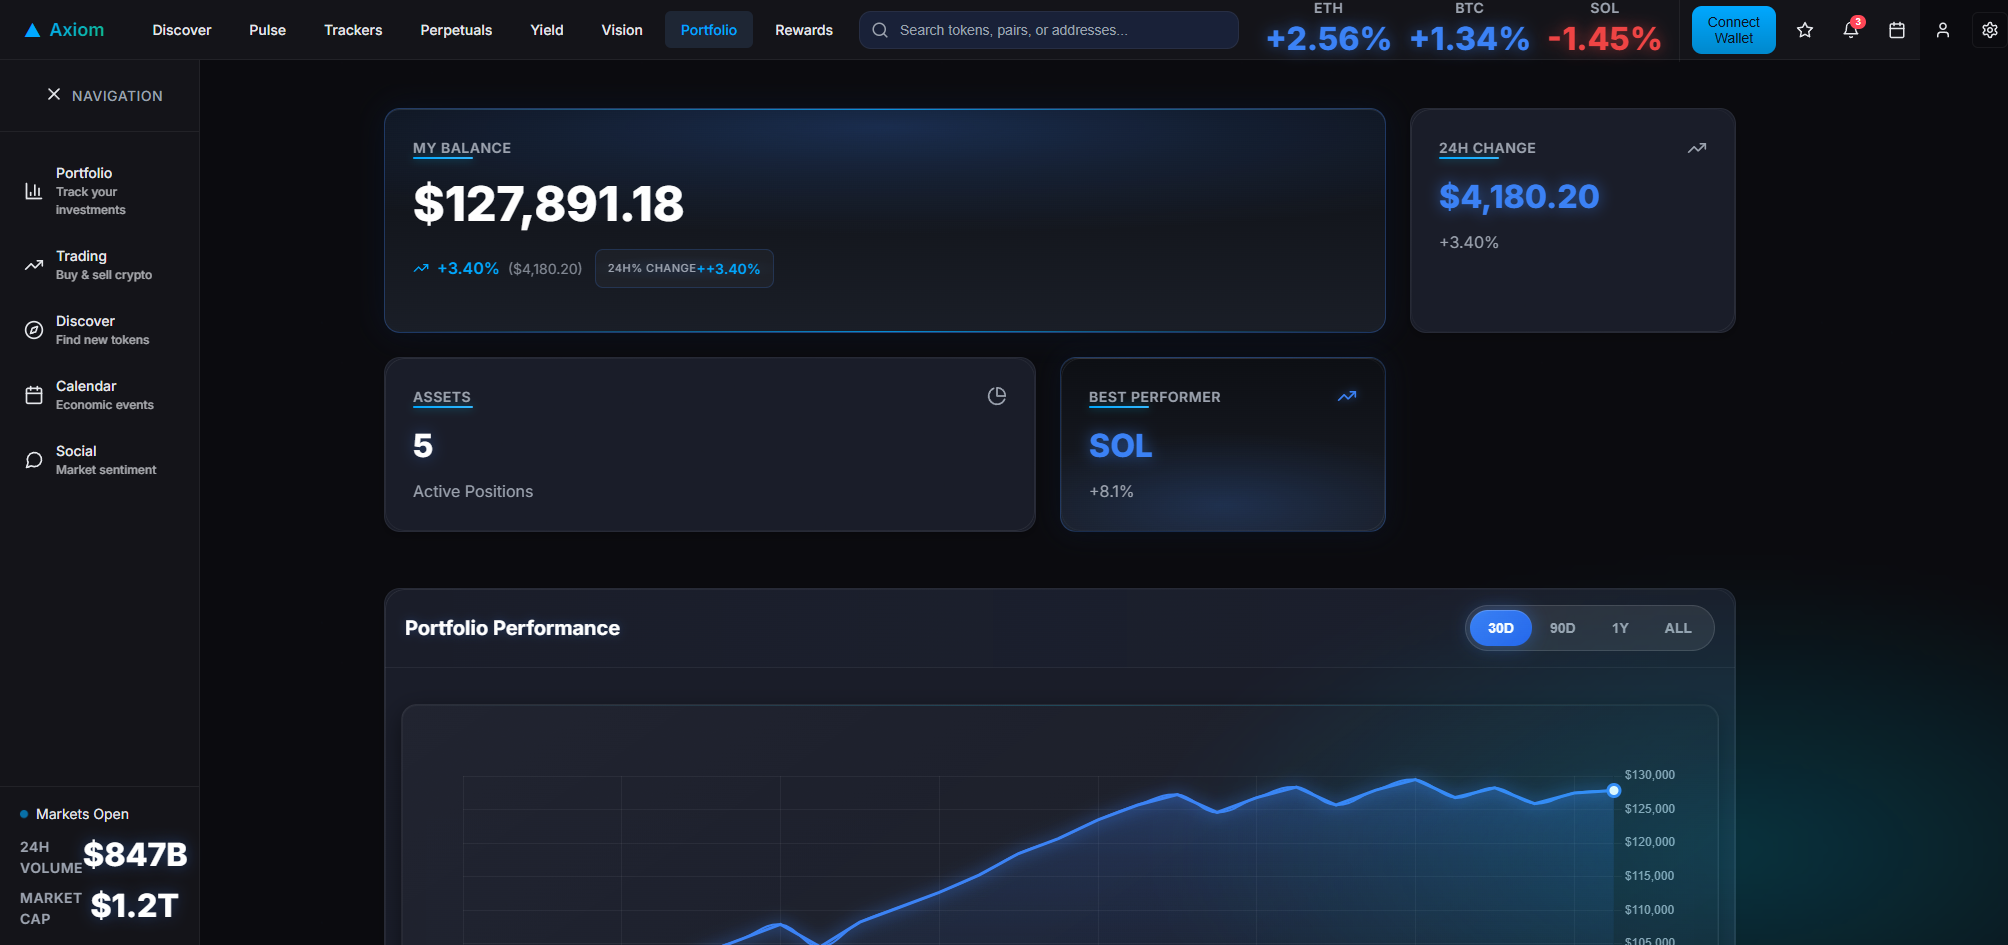 Axiom
Discover
Pulse
Trackers
Perpetuals
Yield
Vision
Portfolio
Rewards
Search tokens, pairs, or addresses...
ETH
+2.56%
BTC
+1.34%
SOL
-1.45%
Connect
Wallet
3
NAVIGATION
Portfolio
Track your
investments
Trading
Buy & sell crypto
Discover
Find new tokens
Calendar
Economic events
Social
Market sentiment
Markets Open
24H
VOLUME
$847B
MARKET
CAP
$1.2T
MY BALANCE
$127,891.18
+3.40% ($4,180.20)
24H% CHANGE++3.40%
24H CHANGE
$4,180.20
+3.40%
ASSETS
5
Active Positions
BEST PERFORMER
SOL
+8.1%
Portfolio Performance
30D
90D
1Y
ALL
$130,000
$125,000
$120,000
$115,000
$110,000
$105,000